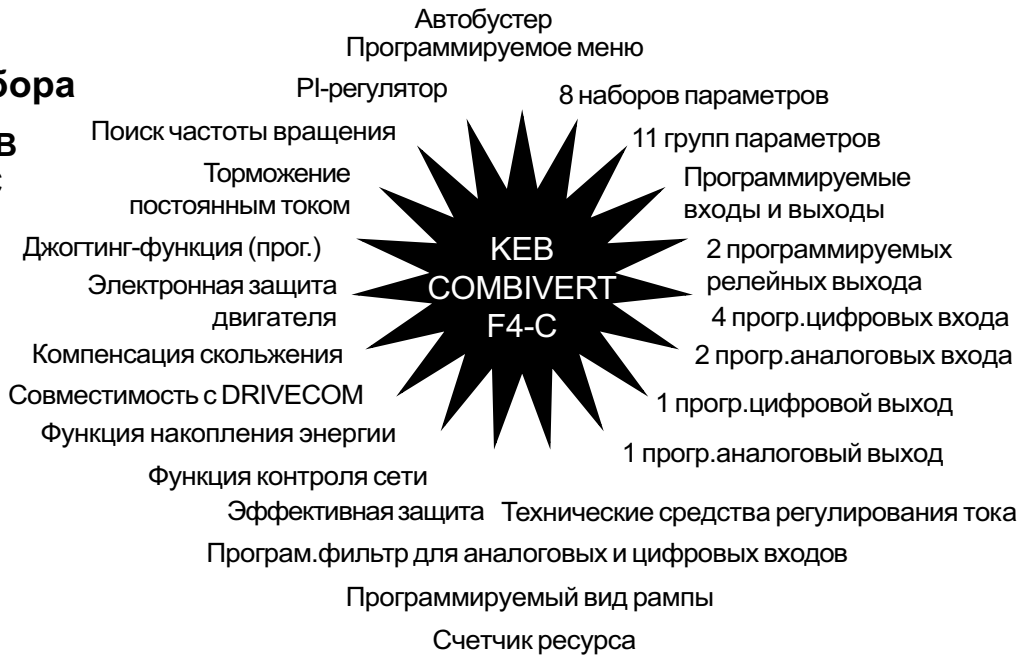 Автобустер
Программируемое меню
PI-регулятор
8 наборов параметров
Поиск частоты вращения
11 групп параметров
Торможение
постоянным током
Программируемые
входы и выходы
Джогтинг-функция (прог.)
2 программируемых
релейных выхода
Электронная защита
двигателя
4 прогр.цифровых входа
Компенсация скольжения
2 прогр.аналоговых входа
Совместимость с DRIVECOM
1 прогр.цифровой выход
Функция накопления энергии
1 прогр.аналоговый выход
Функция контроля сети
Эффективная защита
Технические средства регулирования тока
Програм.фильтр для аналоговых и цифровых входов
Программируемый вид рампы
Счетчик ресурса
KEB
COMBIVERT
F4-C